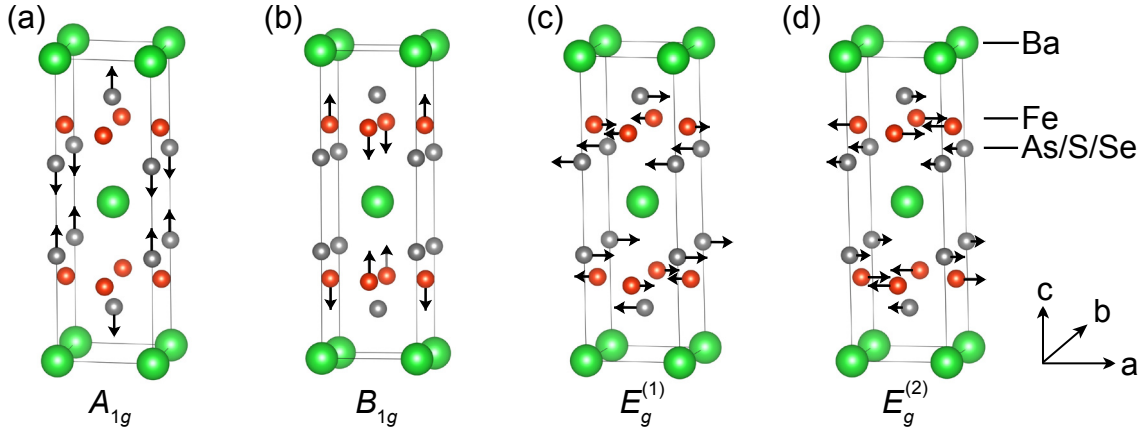 (a)
(b)
(c)
(d)
Ba
Fe
As/S/Se
c
b
a
A1g
B1g
Eg(1)
Eg(2)